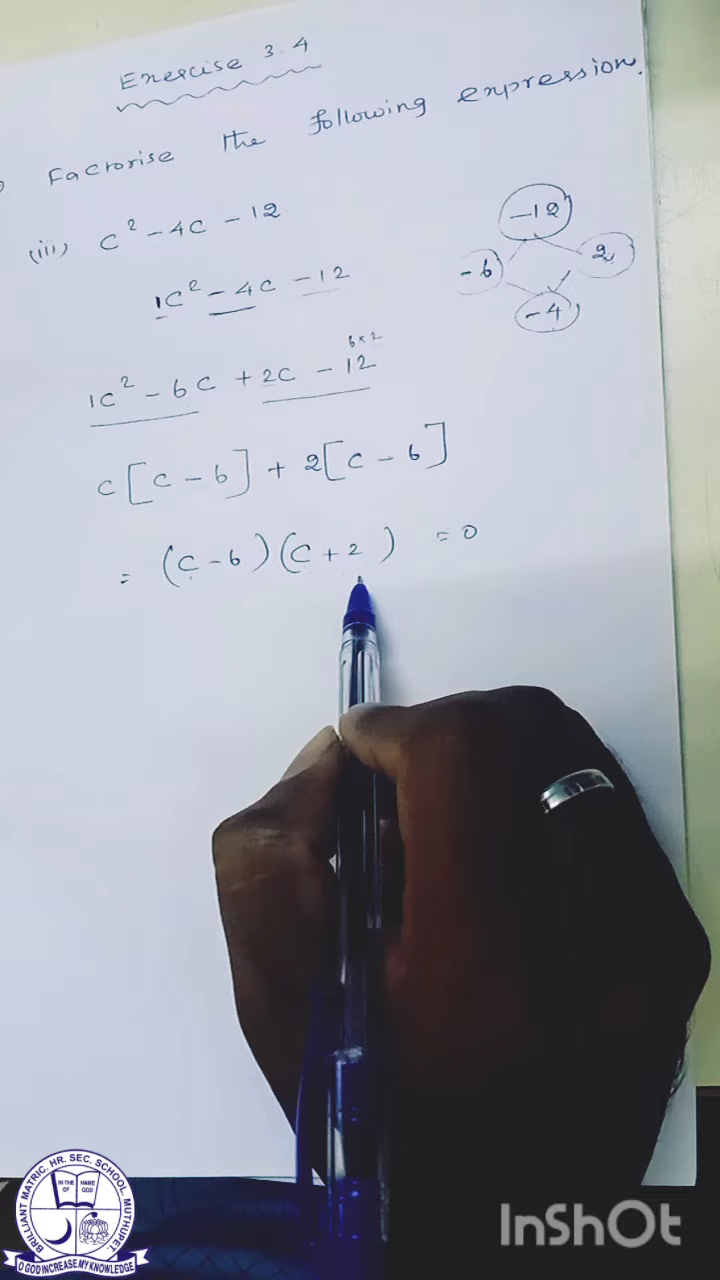 Exercise 3.4
Factorise the following expression.
(iii) c² - 4c - 12
1c² - 4c - 12
-12
-6 2
-4
6 x 2
1c² - 6c + 2c - 12
c[c - 6] + 2[c - 6]
= (c - 6)(c + 2) = 0
BRILLIANT MATRIC. HR. SEC. SCHOOL, MUTHUPET.
IN THE NAME OF GOD
O GOD INCREASE MY KNOWLEDGE
InShOt